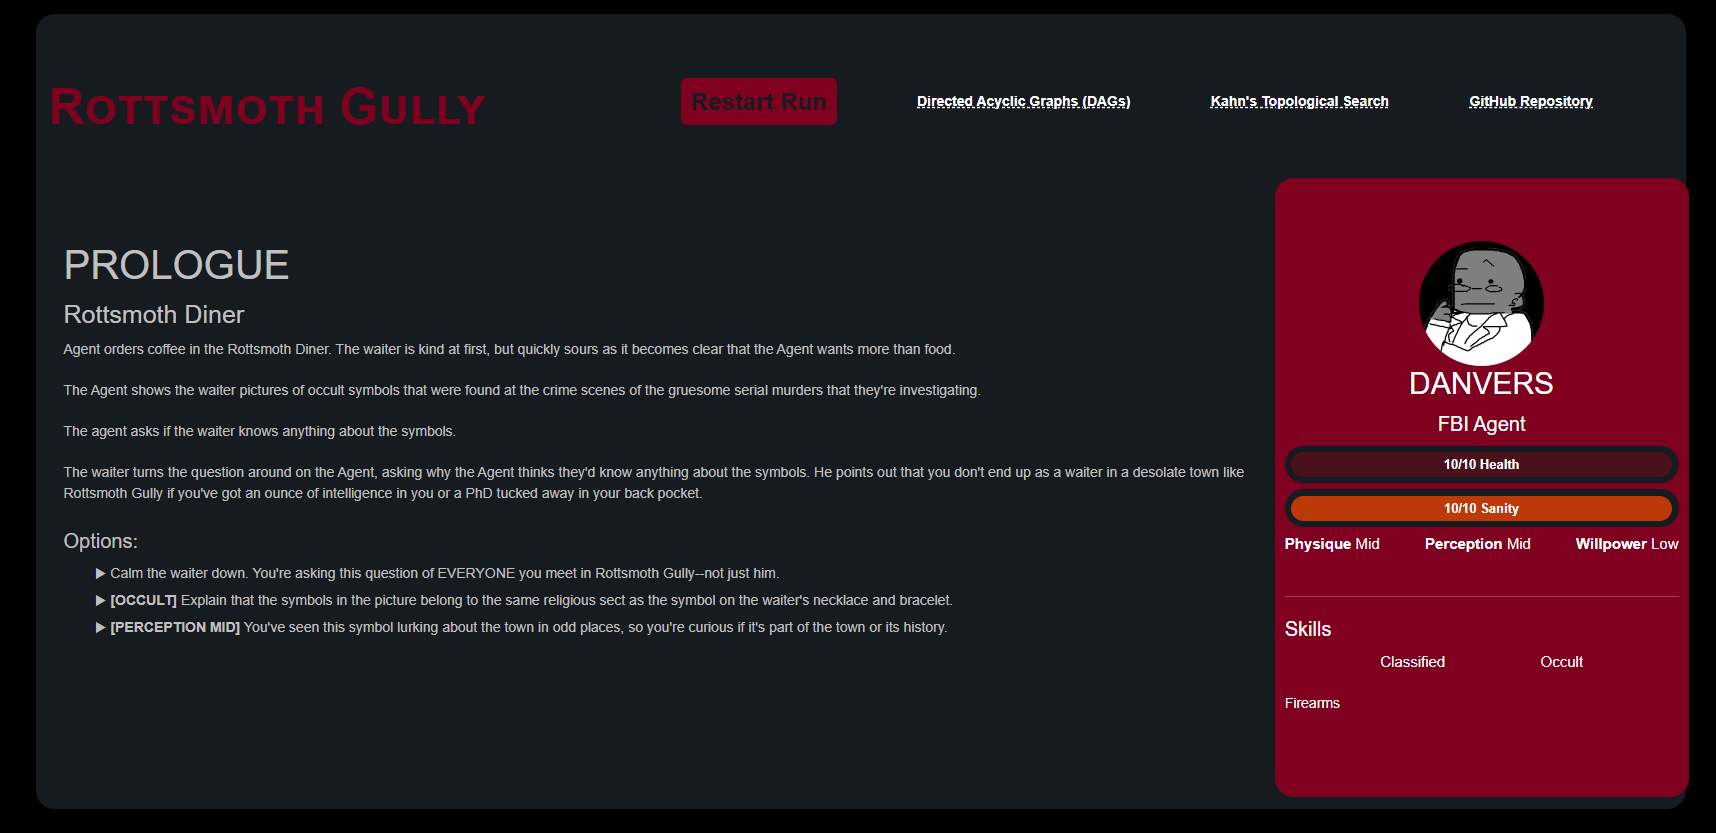 Rottsmoth Gully
Restart Run
Directed Acyclic Graphs (DAGs)
Kahn's Topological Search
GitHub Repository
PROLOGUE
Rottsmoth Diner
Agent orders coffee in the Rottsmoth Diner. The waiter is kind at first, but quickly sours as it becomes clear that the Agent wants more than food.
The Agent shows the waiter pictures of occult symbols that were found at the crime scenes of the gruesome serial murders that they're investigating.
The agent asks if the waiter knows anything about the symbols.
The waiter turns the question around on the Agent, asking why the Agent thinks they'd know anything about the symbols. He points out that you don't end up as a waiter in a desolate town like
Rottsmoth Gully if you've got an ounce of intelligence in you or a PhD tucked away in your back pocket.
Options:
▶ Calm the waiter down. You're asking this question of EVERYONE you meet in Rottsmoth Gully--not just him.
▶ [OCCULT] Explain that the symbols in the picture belong to the same religious sect as the symbol on the waiter's necklace and bracelet.
▶ [PERCEPTION MID] You've seen this symbol lurking about the town in odd places, so you're curious if it's part of the town or its history.
DANVERS
FBI Agent
10/10 Health
10/10 Sanity
Physique Mid
Perception Mid
Willpower Low
Skills
Classified
Occult
Firearms